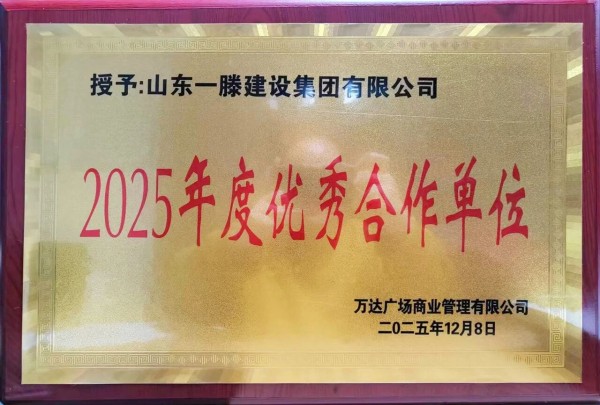 授予:山东一滕建设集团有限公司
2025年度优秀合作单位
万达广场商业管理有限公司
二0二五年12月8日